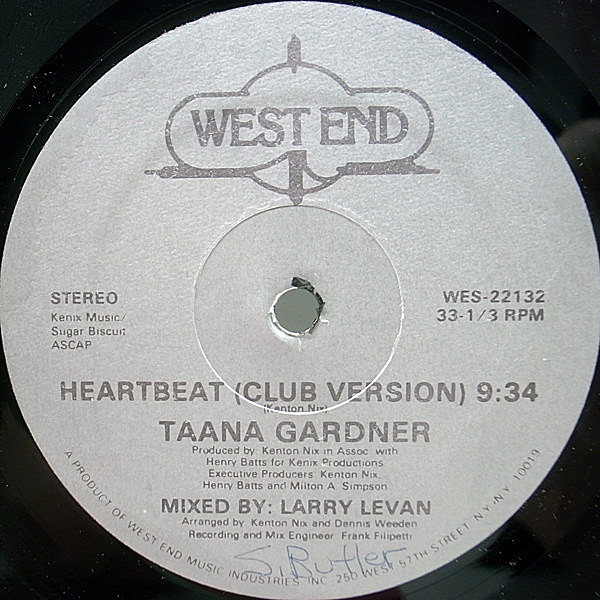 WEST END
STEREO
Kenix Music/
Sugar Biscuit
ASCAP
WES-22132
33-1/3 RPM
HEARTBEAT (CLUB VERSION) 9:34
(Kenton Nix)
TAANA GARDNER
Produced by Kenton Nix in Assoc with
Henry Batts for Kenix Productions
Executive Producers Kenton Nix,
Henry Batts and Milton A. Simpson
MIXED BY: LARRY LEVAN
Arranged by Kenton Nix and Dennis Weeden
Recording and Mix Engineer Frank Filipetti
S. Butler
A PRODUCT OF WEST END MUSIC INDUSTRIES INC 250 WEST 57TH STREET N.Y. N.Y. 10019